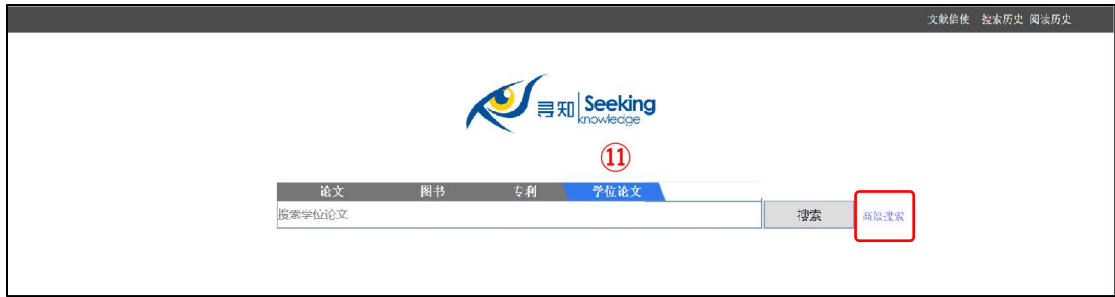 文献信使 搜索历史 阅读历史
寻知 Seeking
knowledge
⑪
论文 图书 专利 学位论文
搜索学位论文 搜索 高级搜索